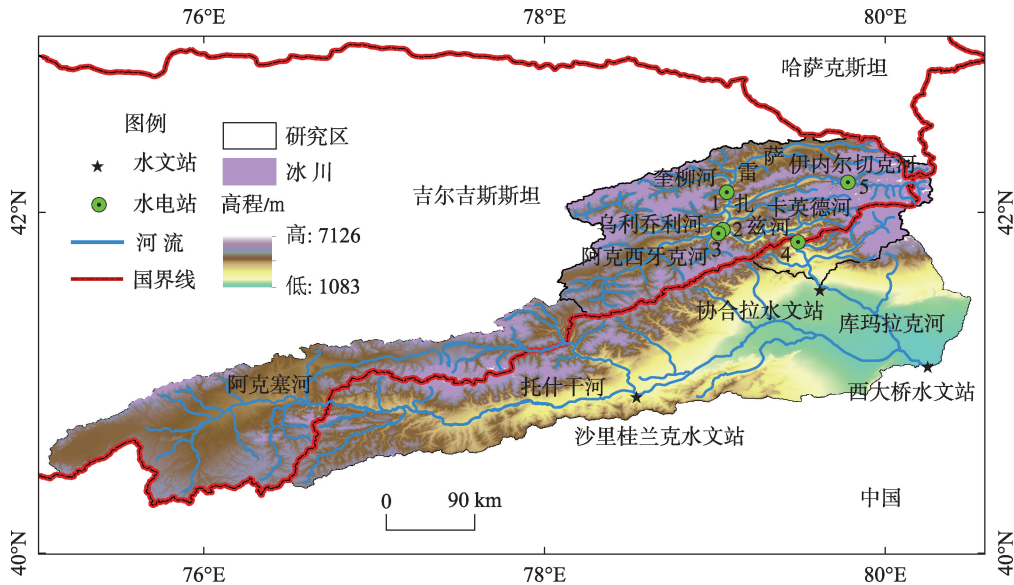 76°E 78°E 80°E
哈萨克斯坦
图例
水文站
水电站
河流
国界线
研究区
冰川
高程/m
高: 7126
低: 1083
吉尔吉斯斯坦
萨
雷
扎
兹河
伊内尔切克河
奎柳河
卡英德河
乌利乔利河
阿克西牙克河
1
2
3
4
5
协合拉水文站
库玛拉克河
西大桥水文站
阿克塞河
托什干河
沙里桂兰克水文站
中国
0 90 km
42°N
40°N
42°N
40°N
76°E 78°E 80°E